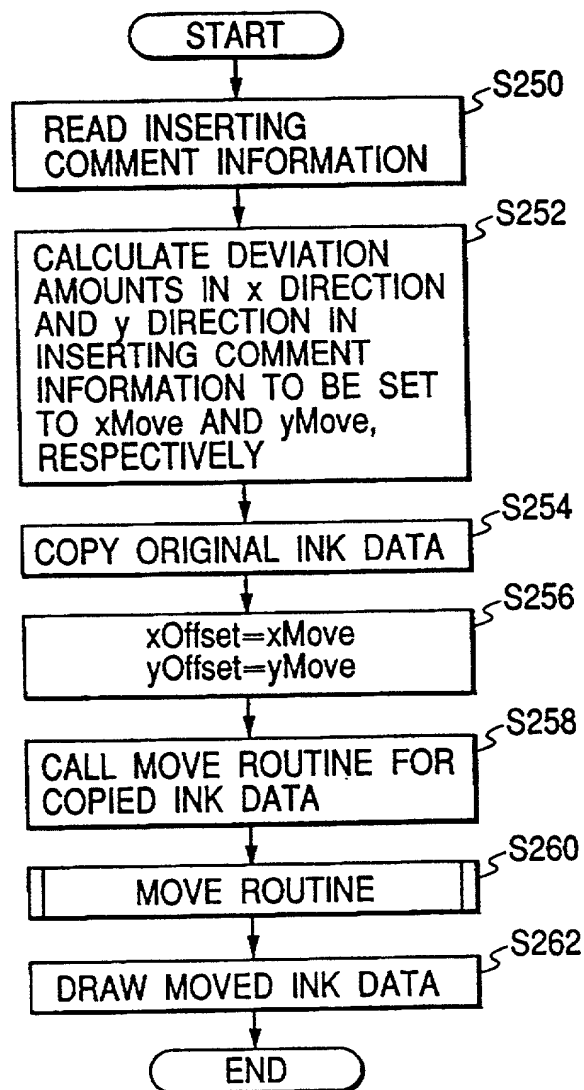 START
S250
READ INSERTING
COMMENT INFORMATION
S252
CALCULATE DEVIATION
AMOUNTS IN x DIRECTION
AND y DIRECTION IN
INSERTING COMMENT
INFORMATION TO BE SET
TO xMove AND yMove,
RESPECTIVELY
S254
COPY ORIGINAL INK DATA
S256
xOffset=xMove
yOffset=yMove
S258
CALL MOVE ROUTINE FOR
COPIED INK DATA
S260
MOVE ROUTINE
S262
DRAW MOVED INK DATA
END